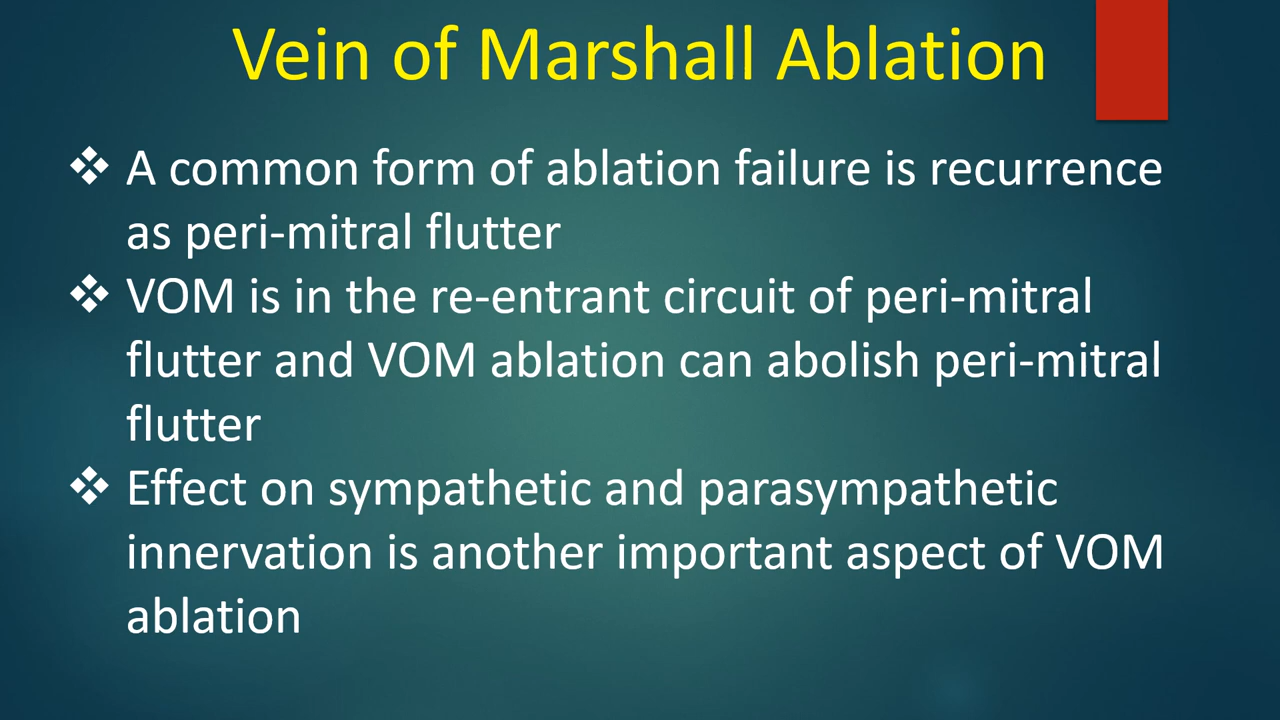 Vein of Marshall Ablation
❖ A common form of ablation failure is recurrence
as peri-mitral flutter
❖ VOM is in the re-entrant circuit of peri-mitral
flutter and VOM ablation can abolish peri-mitral
flutter
❖ Effect on sympathetic and parasympathetic
innervation is another important aspect of VOM
ablation